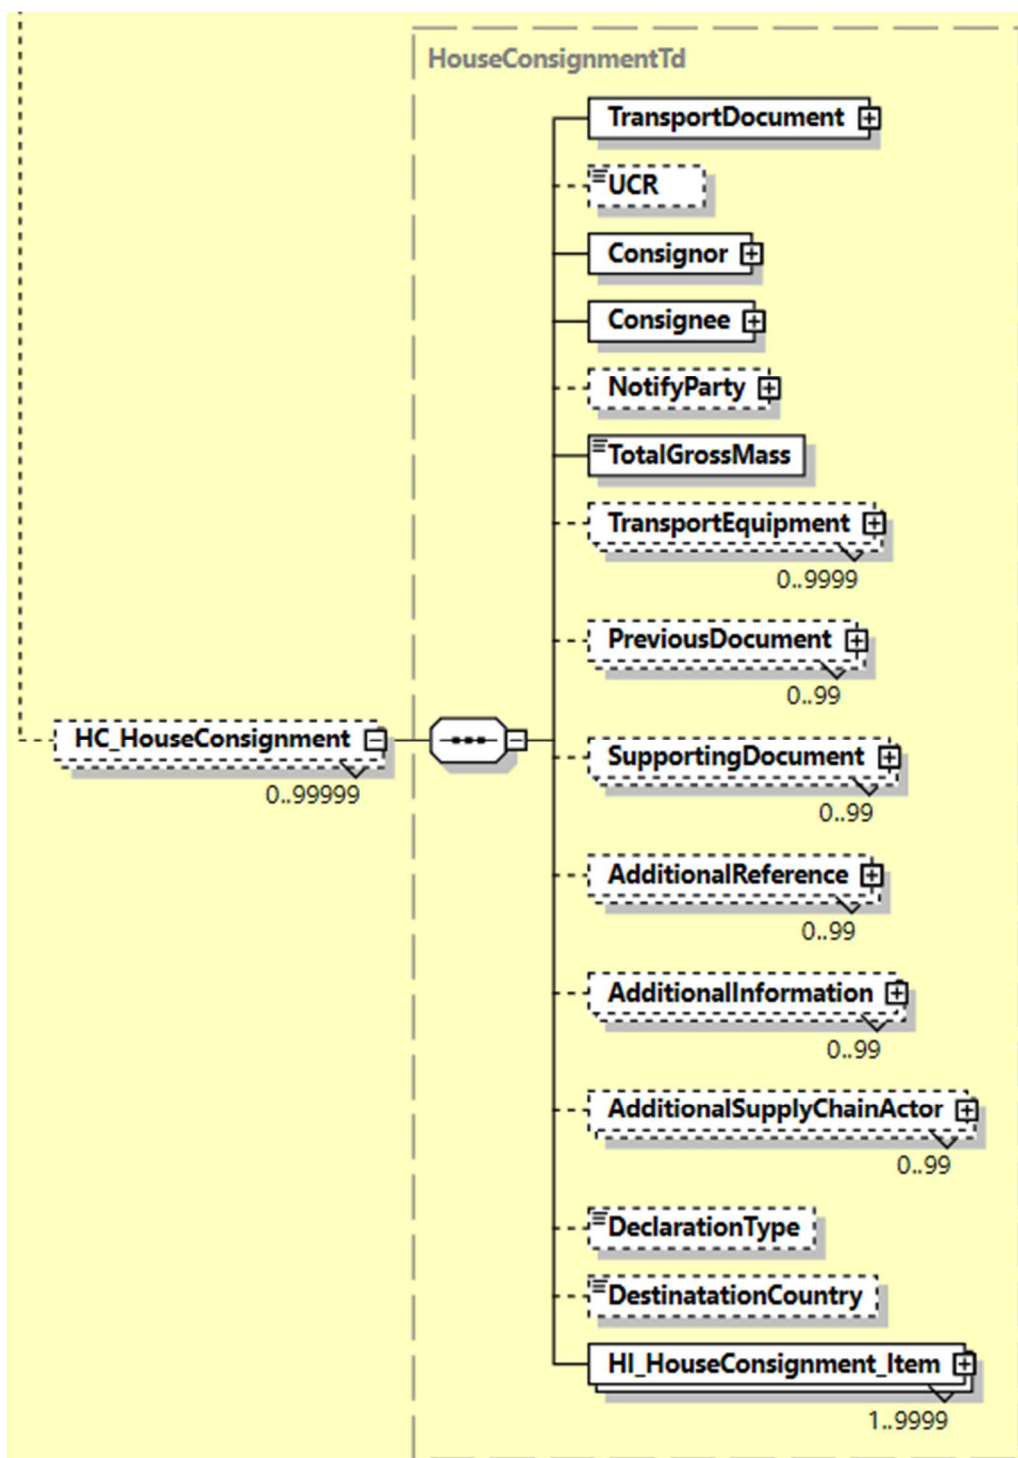 HouseConsignmentTd
TransportDocument
UCR
Consignor
Consignee
NotifyParty
TotalGrossMass
TransportEquipment
0..9999
PreviousDocument
0..99
HC_HouseConsignment
0..99999
SupportingDocument
0..99
AdditionalReference
0..99
AdditionalInformation
0..99
AdditionalSupplyChainActor
0..99
DeclarationType
DestinatationCountry
HI_HouseConsignment_Item
1..9999